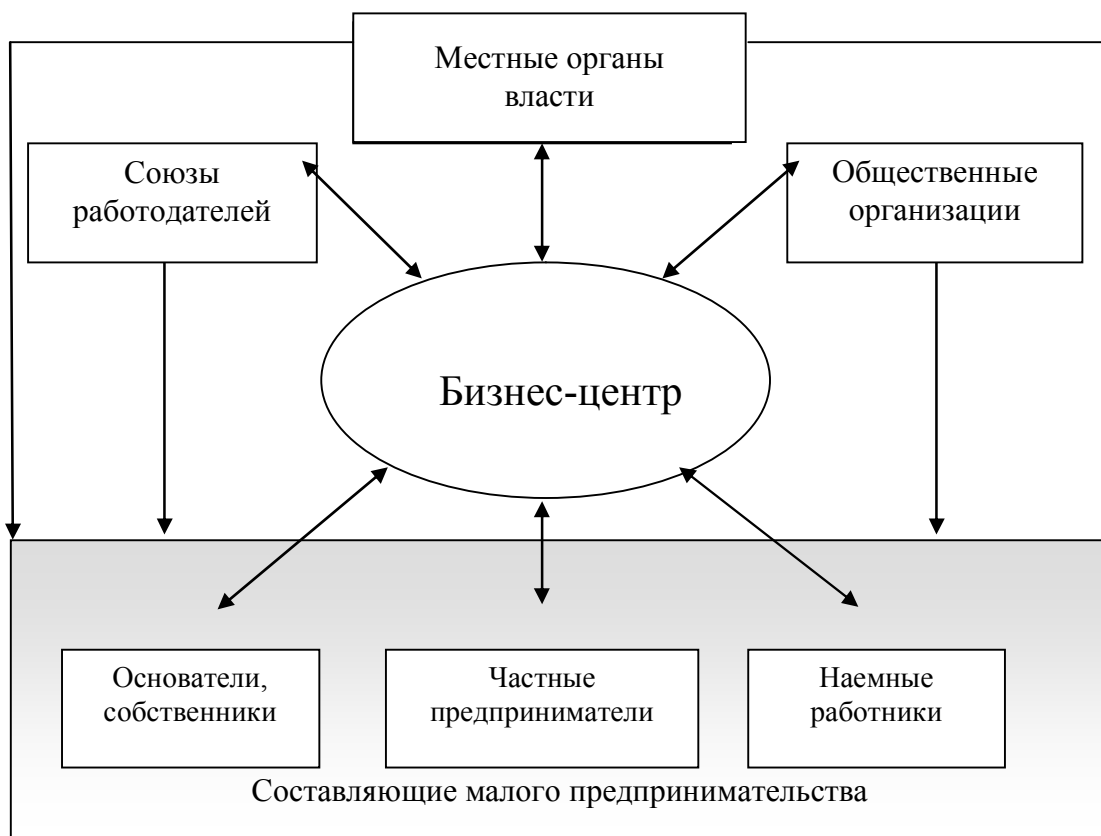 Местные органы
власти
Союзы
работодателей
Общественные
организации
Бизнес-центр
Основатели,
собственники
Частные
предприниматели
Наемные
работники
Составляющие малого предпринимательства